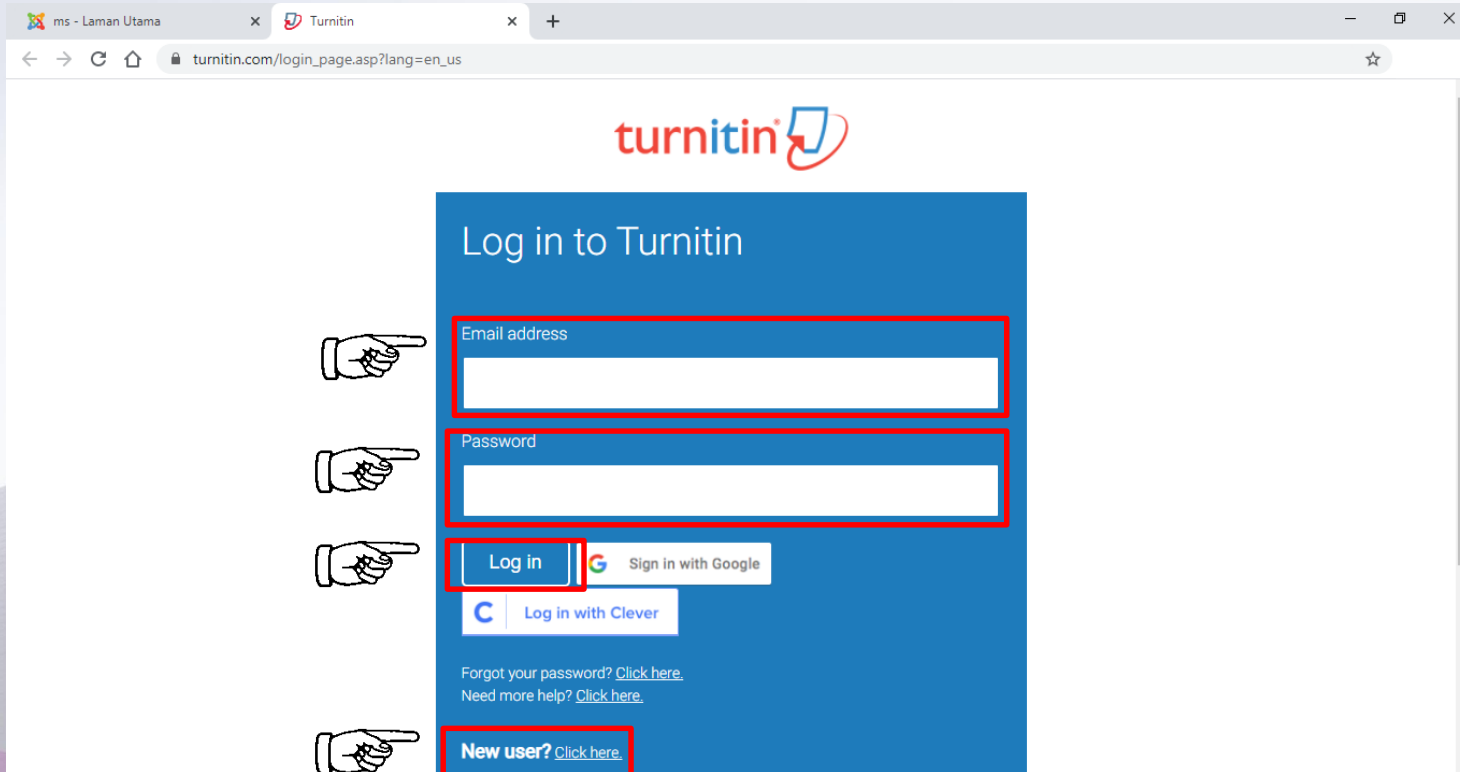 ms - Laman Utama
Turnitin
turnitin.com/login_page.asp?lang=en_us
turnitin
Log in to Turnitin
Email address
Password
Log in
G Sign in with Google
C Log in with Clever
Forgot your password? Click here.
Need more help? Click here.
New user? Click here.